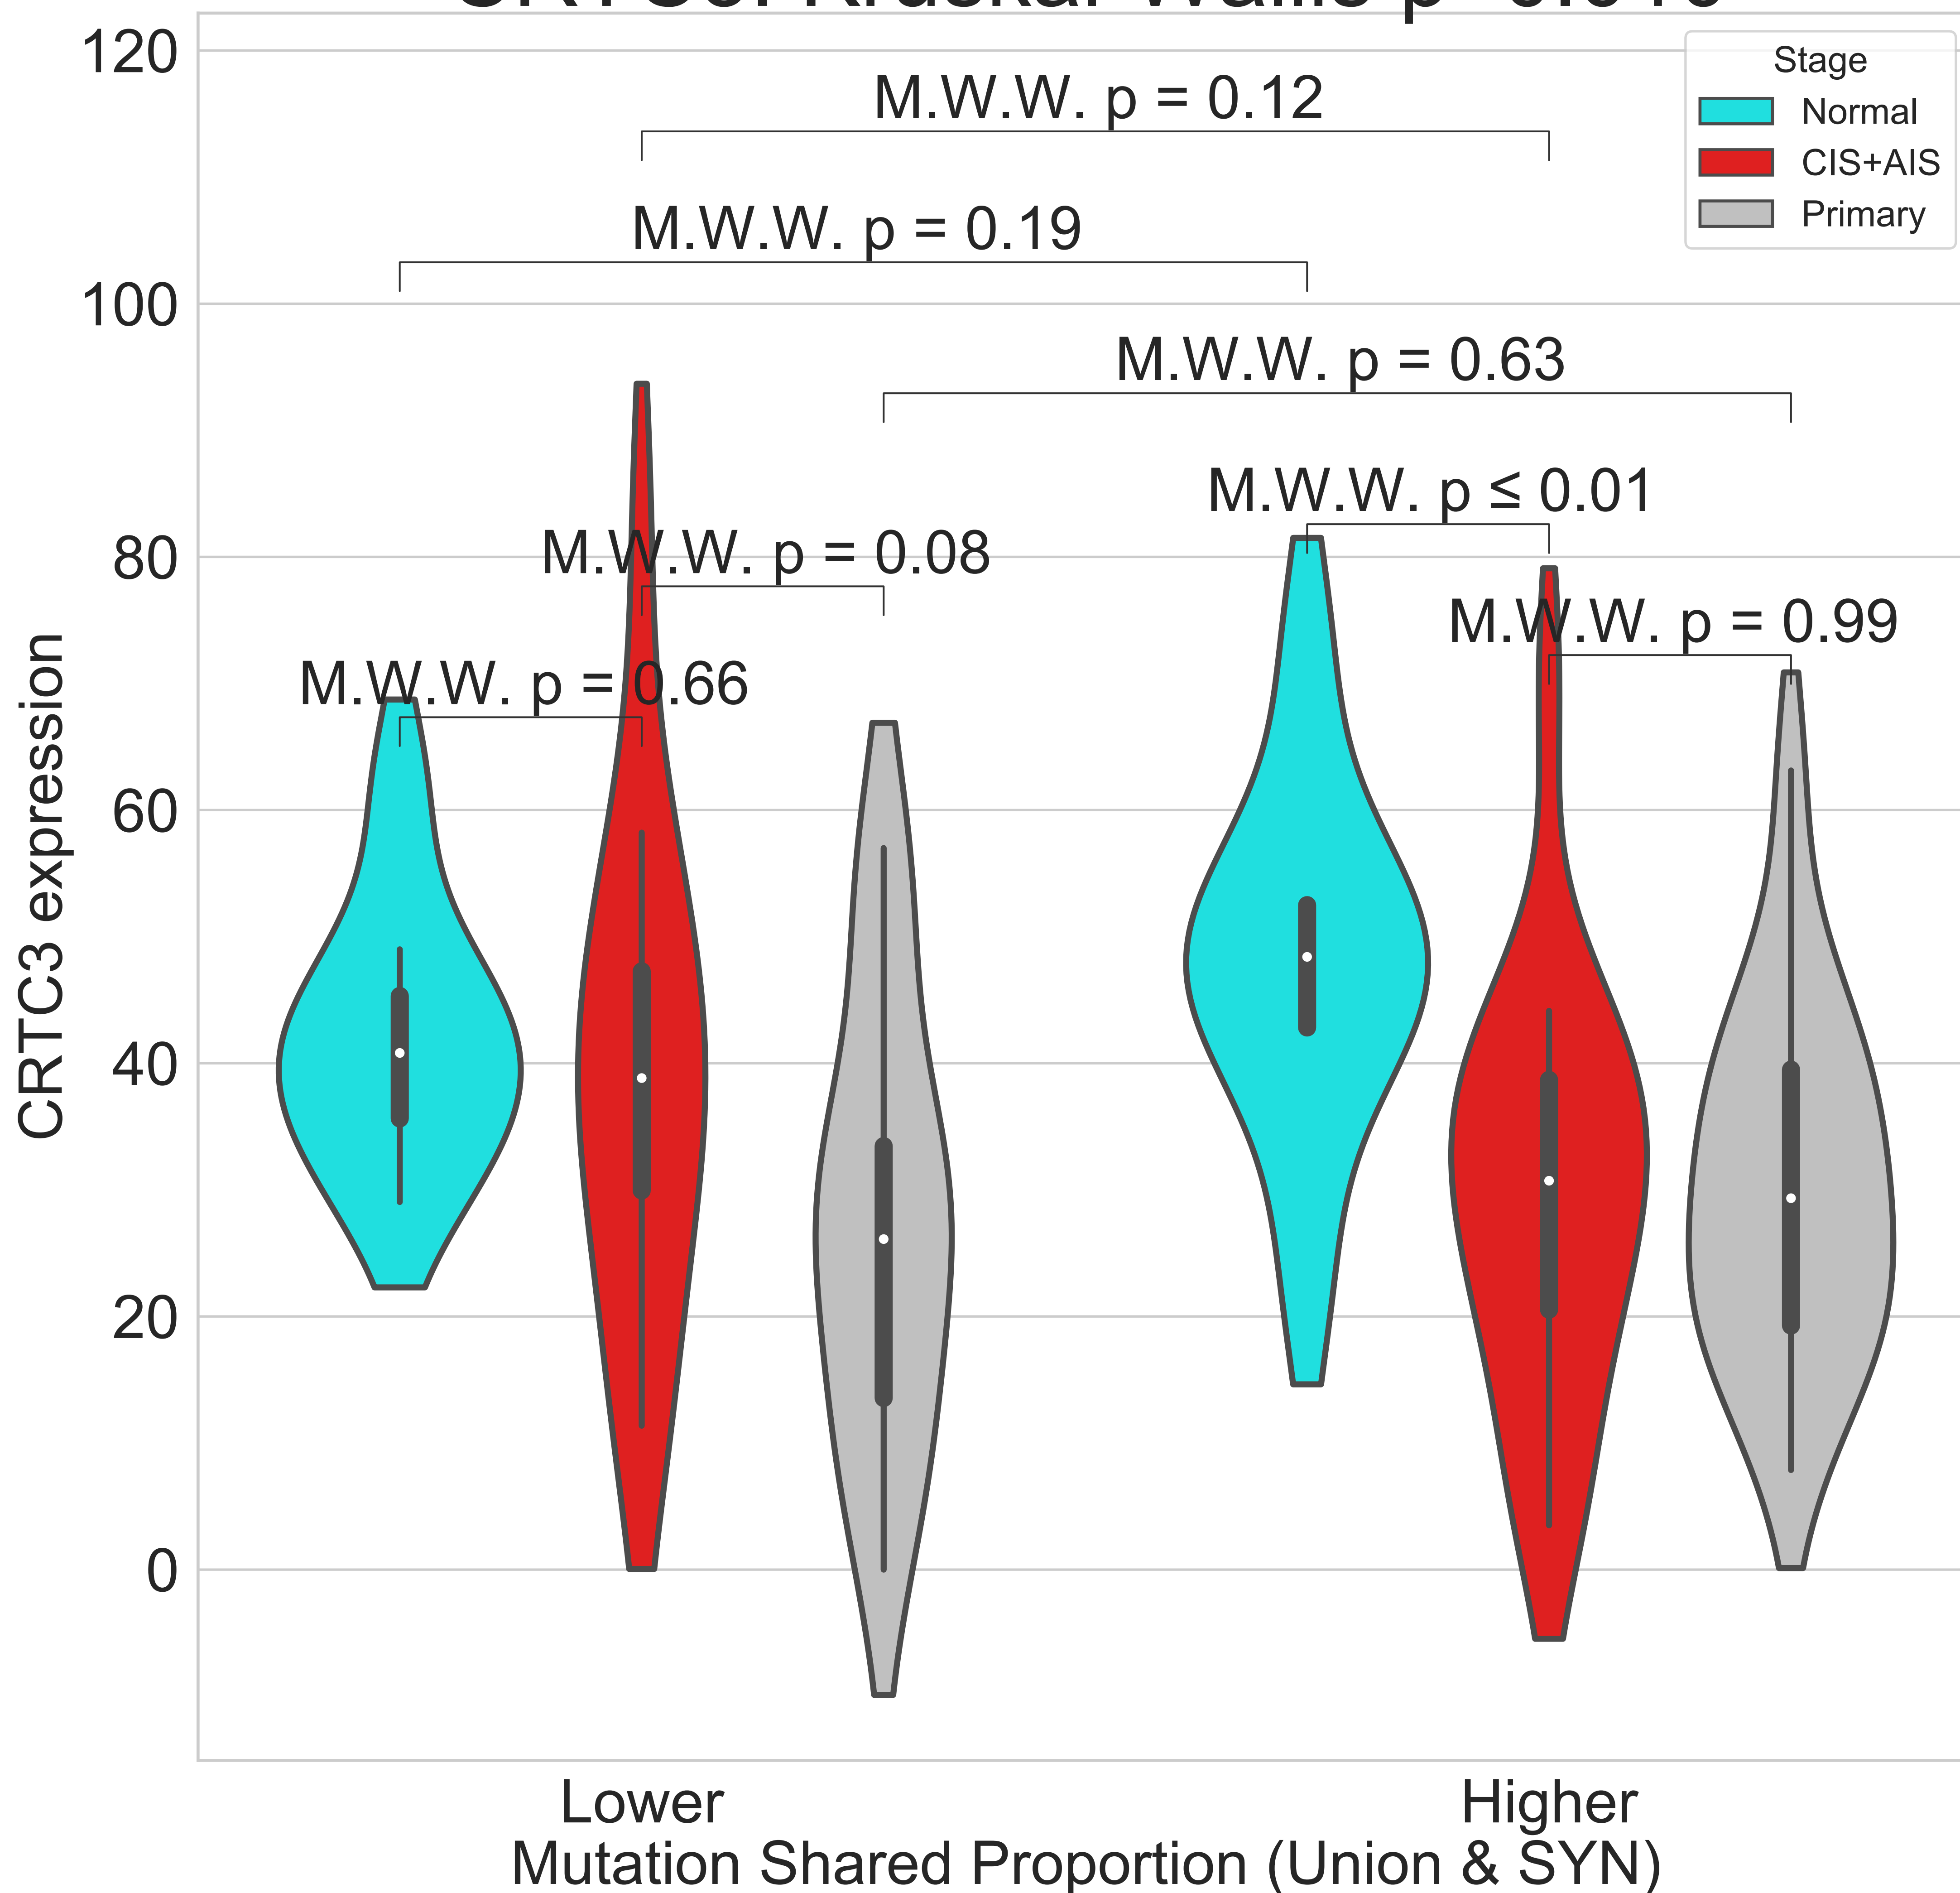 120
100
80
60
40
20
0
CRTC3 expression
M.W.W. p = 0.12
M.W.W. p = 0.19
M.W.W. p = 0.63
M.W.W. p ≤ 0.01
M.W.W. p = 0.08
M.W.W. p = 0.99
M.W.W. p = 0.66
Stage
Normal
CIS+AIS
Primary
Lower
Higher
Mutation Shared Proportion (Union & SYN)